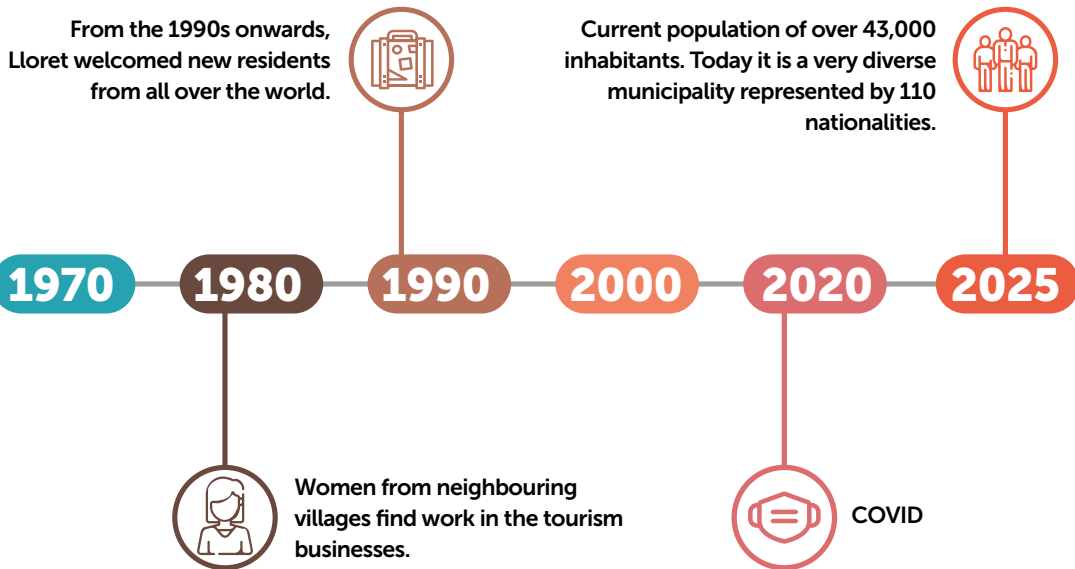 From the 1990s onwards,
Lloret welcomed new residents
from all over the world.
Current population of over 43,000
inhabitants. Today it is a very diverse
municipality represented by 110
nationalities.
1970
1980
1990
2000
2020
2025
Women from neighbouring
villages find work in the tourism
businesses.
COVID